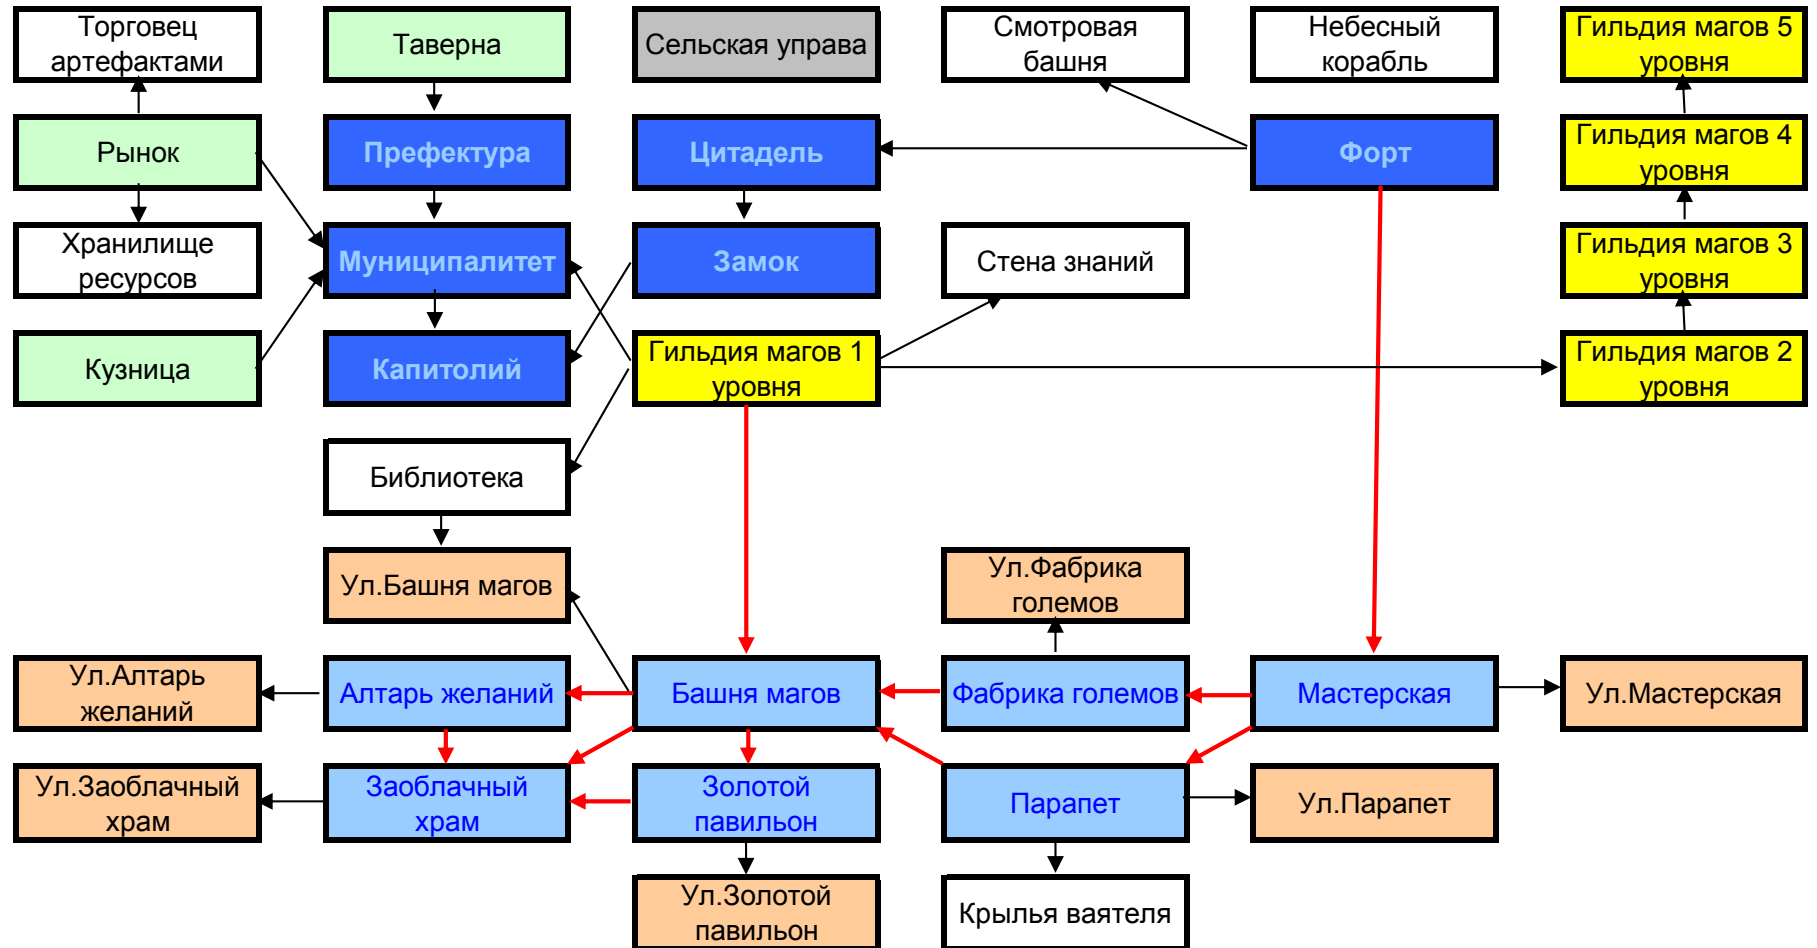 Торговец
артефактами
Таверна
Сельская управа
Смотровая
башня
Небесный
корабль
Гильдия магов 5
уровня
Рынок
Префектура
Цитадель
Форт
Гильдия магов 4
уровня
Хранилище
ресурсов
Муниципалитет
Замок
Стена знаний
Гильдия магов 3
уровня
Кузница
Капитолий
Гильдия магов 1
уровня
Гильдия магов 2
уровня
Библиотека
Ул.Башня магов
Ул.Фабрика
големов
Ул.Алтарь
желаний
Алтарь желаний
Башня магов
Фабрика големов
Мастерская
Ул.Мастерская
Ул.Заоблачный
храм
Заоблачный
храм
Золотой
павильон
Парапет
Ул.Парапет
Ул.Золотой
павильон
Крылья ваятеля